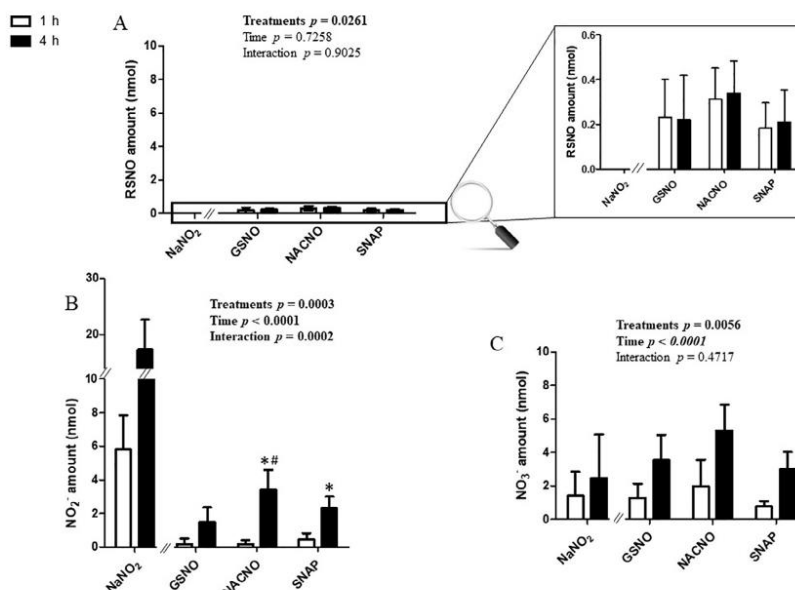 1 h
4 h
A
Treatments p = 0.0261
Time p = 0.7258
Interaction p = 0.9025
RSNO amount (nmol)
10
8
6
4
2
0
NaNO₂
GSNO
NACNO
SNAP
RSNO amount (nmol)
0.6
0.4
0.2
0.0
NaNO₂
GSNO
NACNO
SNAP
B
Treatments p = 0.0003
Time p < 0.0001
Interaction p = 0.0002
NO₂⁻ amount (nmol)
30
20
10
8
6
4
2
0
*#
*
NaNO₂
GSNO
NACNO
SNAP
C
Treatments p = 0.0056
Time p < 0.0001
Interaction p = 0.4717
NO₃⁻ amount (nmol)
10
8
6
4
2
0
NaNO₂
GSNO
NACNO
SNAP